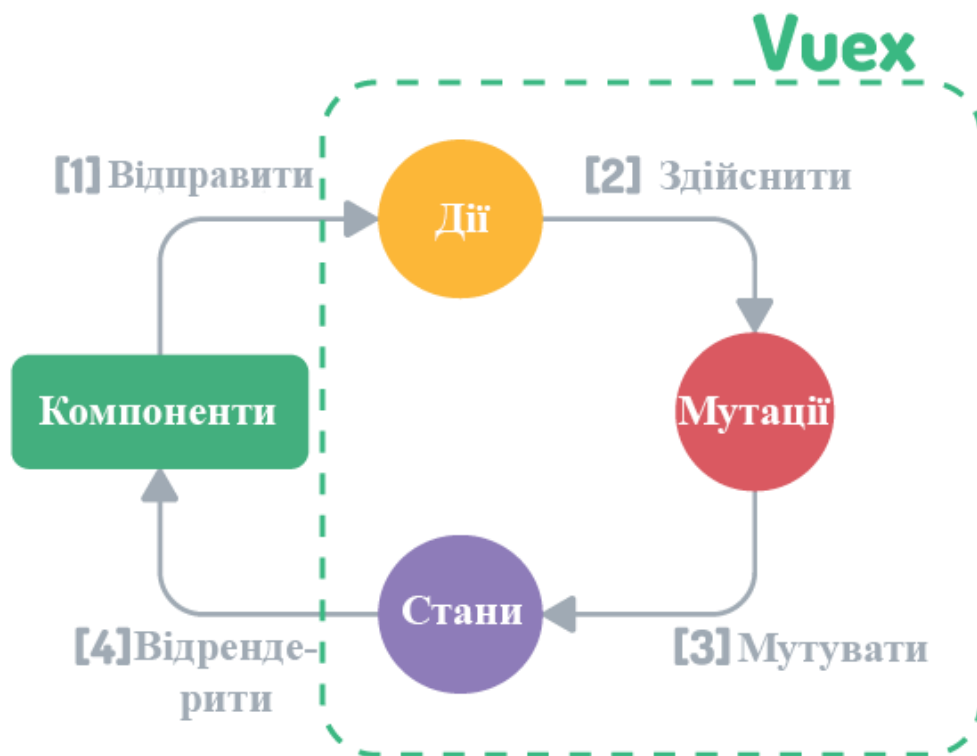 Vuex
[1] Відправити
[2] Здійснити
Дії
Компоненти
Мутації
Стани
[4] Відренде-
рити
[3] Мутувати